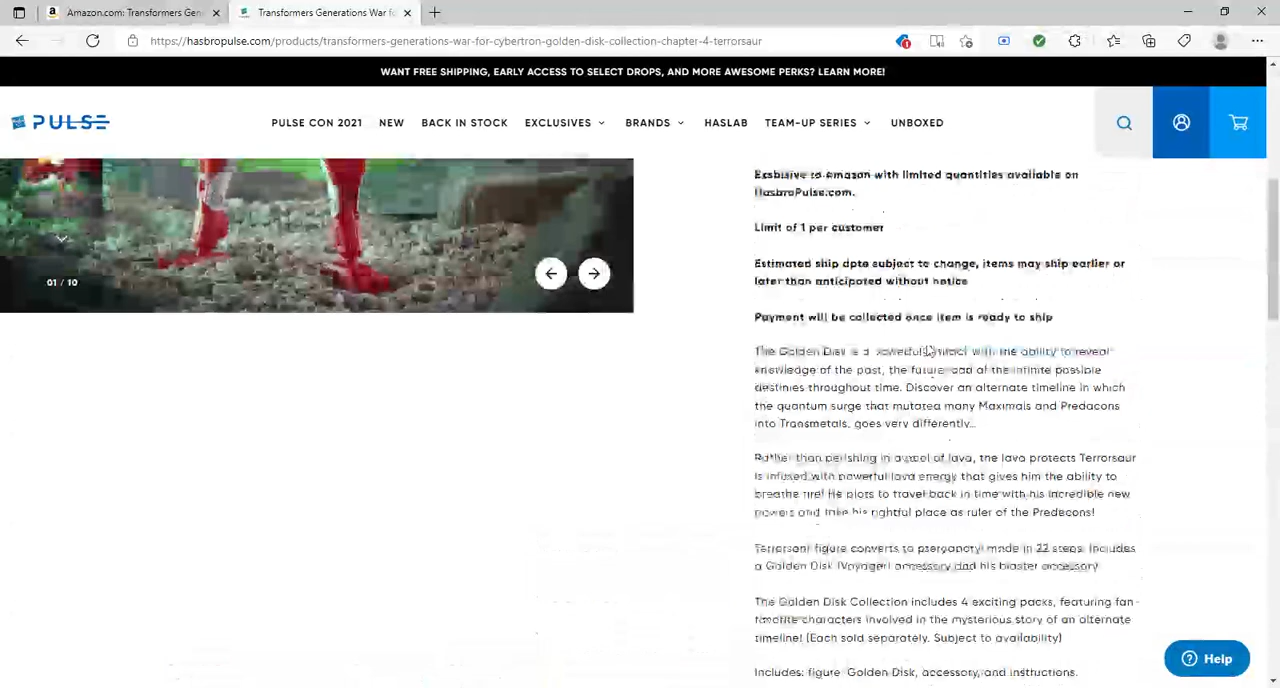 Amazon.com: Transformers Gene
Transformers Generations War fo
https://hasbropulse.com/products/transformers-generations-war-for-cybertron-golden-disk-collection-chapter-4-terrorsaur
WANT FREE SHIPPING, EARLY ACCESS TO SELECT DROPS, AND MORE AWESOME PERKS? LEARN MORE!
PULSE
PULSE CON 2021 NEW BACK IN STOCK EXCLUSIVES BRANDS HASLAB TEAM-UP SERIES UNBOXED
01 / 10
Exclusive to Amazon with limited quantities available on
HasbroPulse.com.
Limit of 1 per customer
Estimated ship date subject to change, items may ship earlier or
later than anticipated without notice
Payment will be collected once item is ready to ship
The Golden Disk is a powerful artifact with the ability to reveal
knowledge of the past, the future, and of the infinite possible
destinies throughout time. Discover an alternate timeline in which
the quantum surge that mutated many Maximals and Predacons
into Transmetals, goes very differently...
Rather than perishing in a pool of lava, the lava protects Terrorsaur
is infused with powerful lava energy that gives him the ability to
breathe fire! He plots to travel back in time with his incredible new
powers and take his rightful place as ruler of the Predacons!
Terrorsaur figure converts to pteranodon mode in 22 steps. Includes
a Golden Disk (Voyager) accessory and his blaster accessory
The Golden Disk Collection includes 4 exciting packs, featuring fan-
favorite characters involved in the mysterious story of an alternate
timeline! (Each sold separately. Subject to availability)
Includes: figure, Golden Disk, accessory, and instructions.
Help